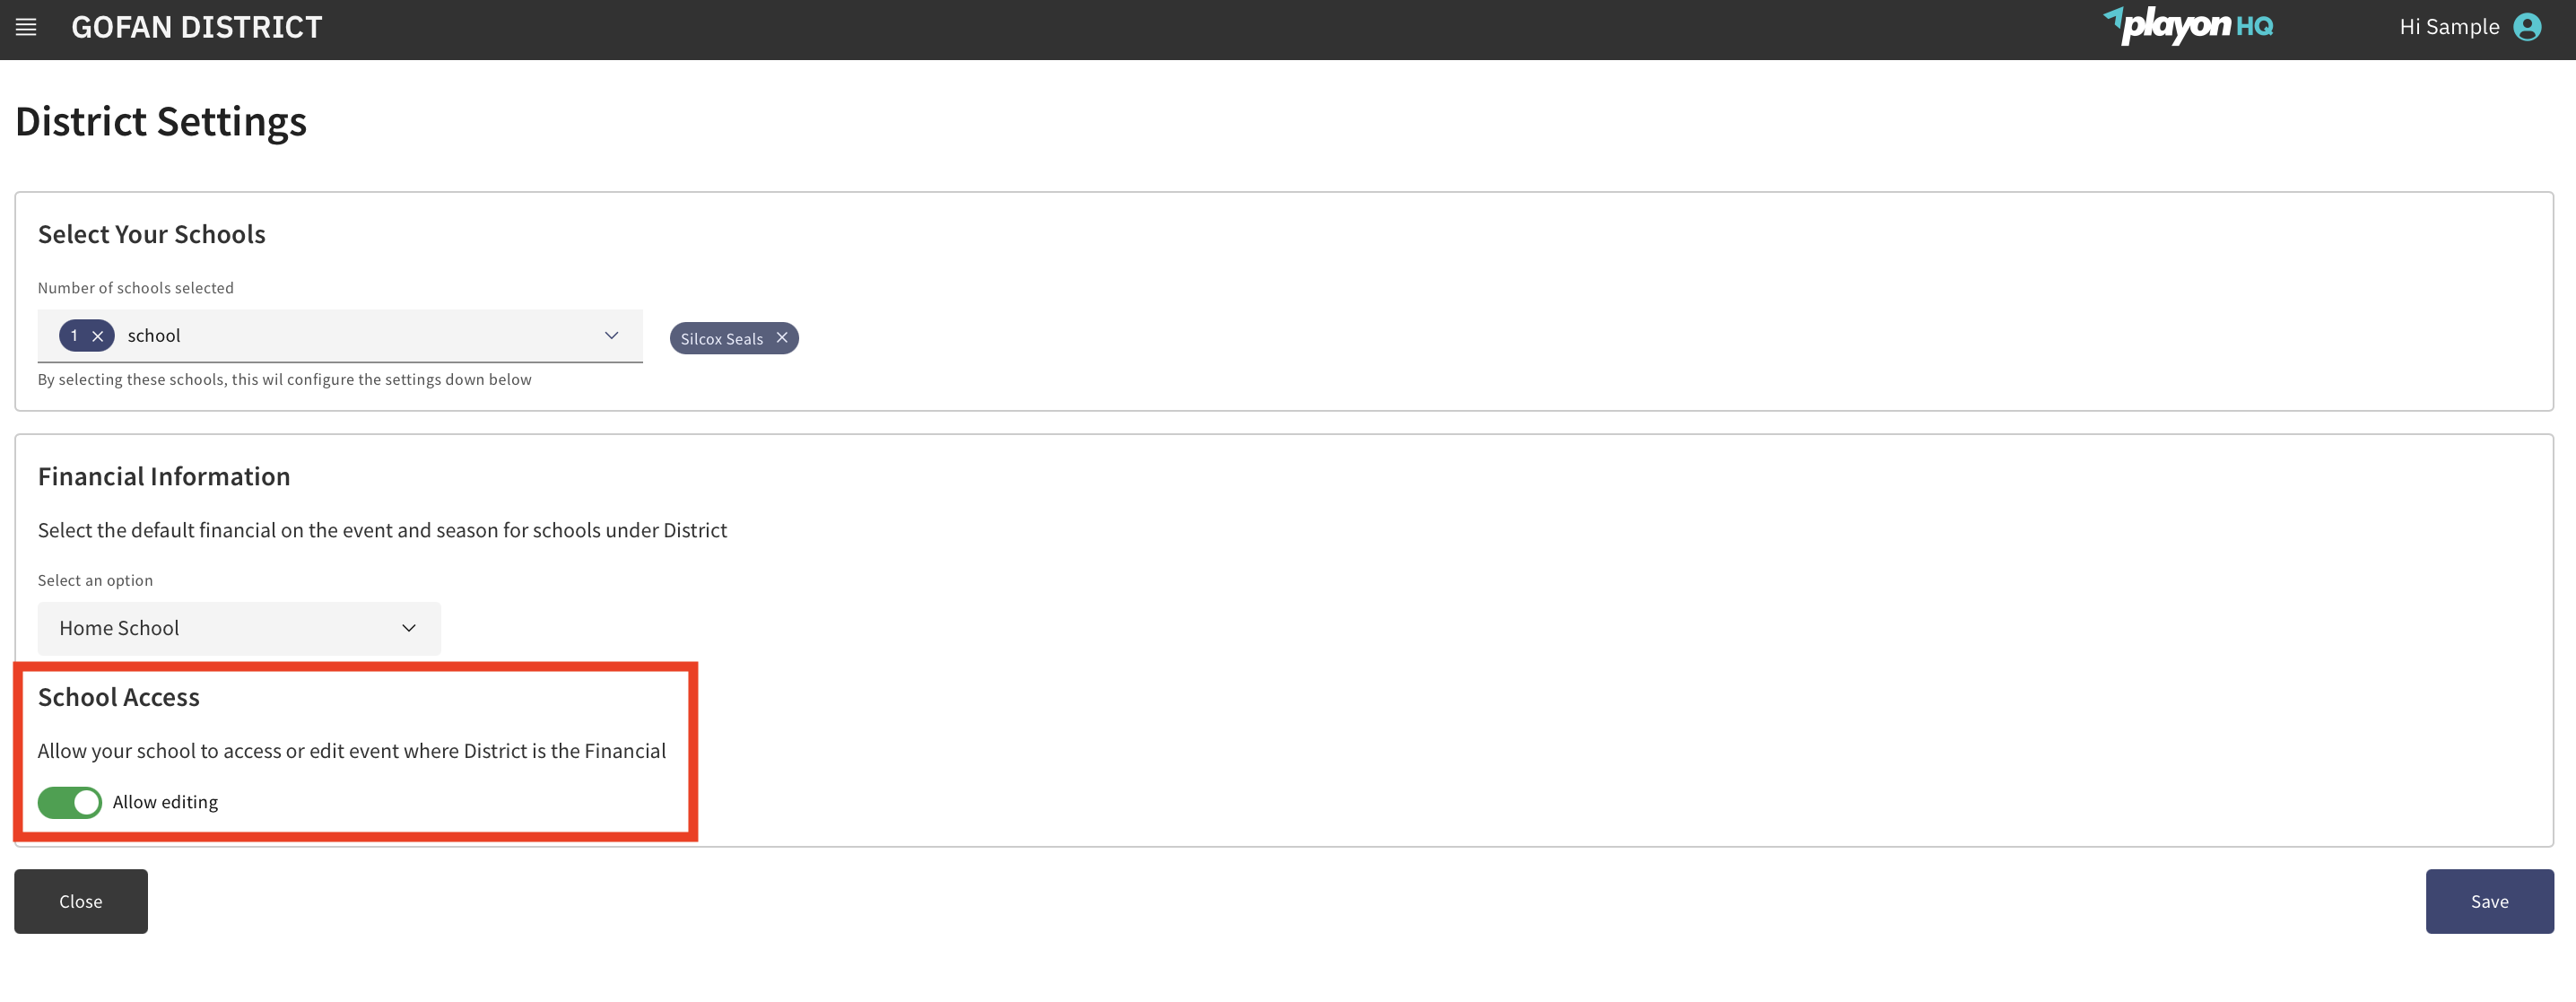 GOFAN DISTRICT
playon HQ
Hi Sample
District Settings
Select Your Schools
Number of schools selected
1 school
Silcox Seals
By selecting these schools, this wil configure the settings down below
Financial Information
Select the default financial on the event and season for schools under District
Select an option
Home School
School Access
Allow your school to access or edit event where District is the Financial
Allow editing
Close
Save